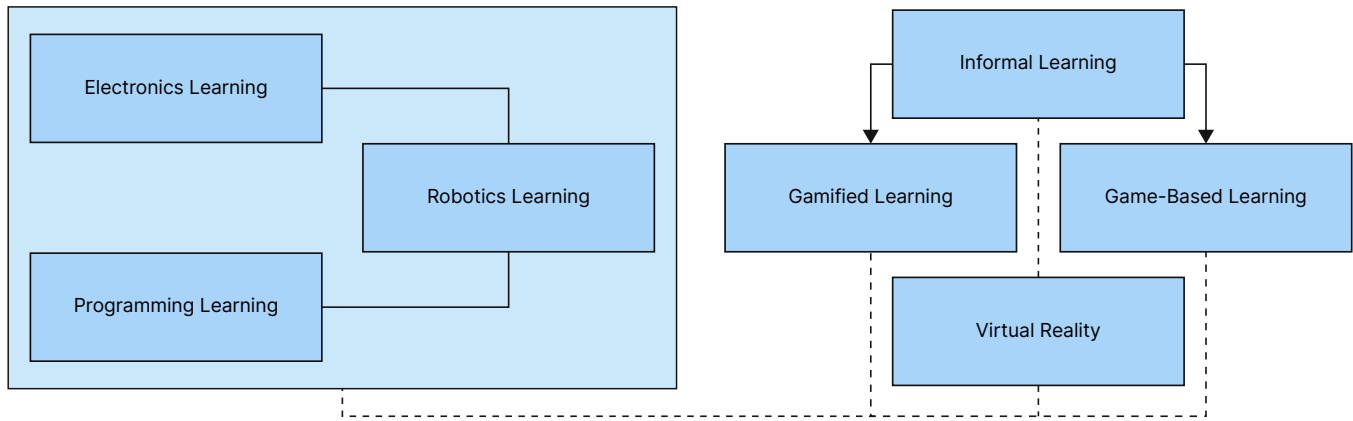 Electronics Learning
Robotics Learning
Programming Learning
Informal Learning
Gamified Learning
Game-Based Learning
Virtual Reality